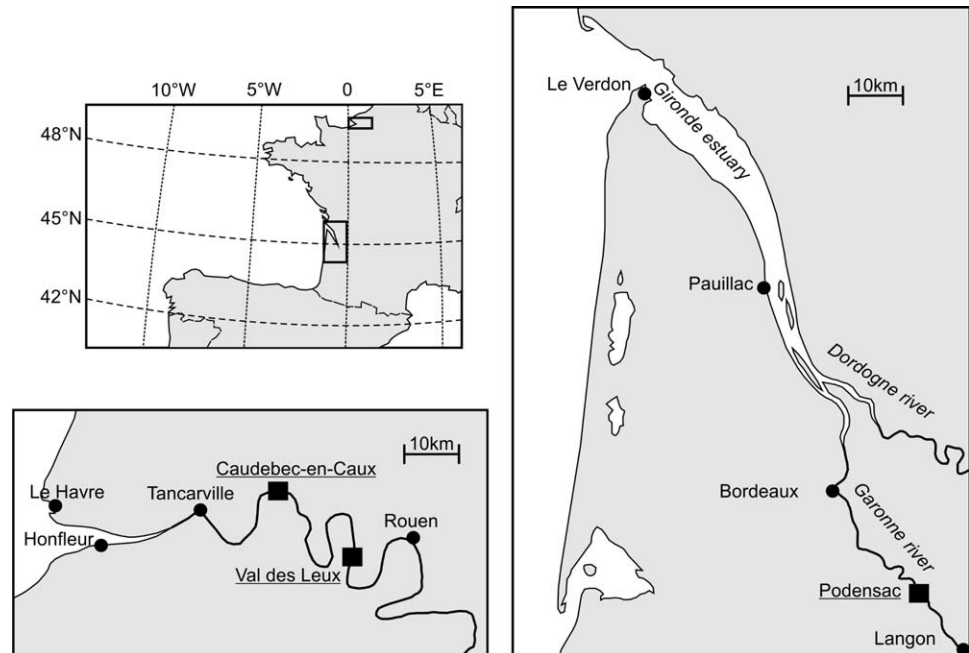 10°W 5°W 0 5°E
48°N
45°N
42°N
10km
Caudebec-en-Caux
Le Havre
Tancarville
Honfleur
Rouen
Val des Leux
Le Verdon
10km
Gironde estuary
Pauillac
Dordogne river
Bordeaux
Garonne river
Podensac
Langon